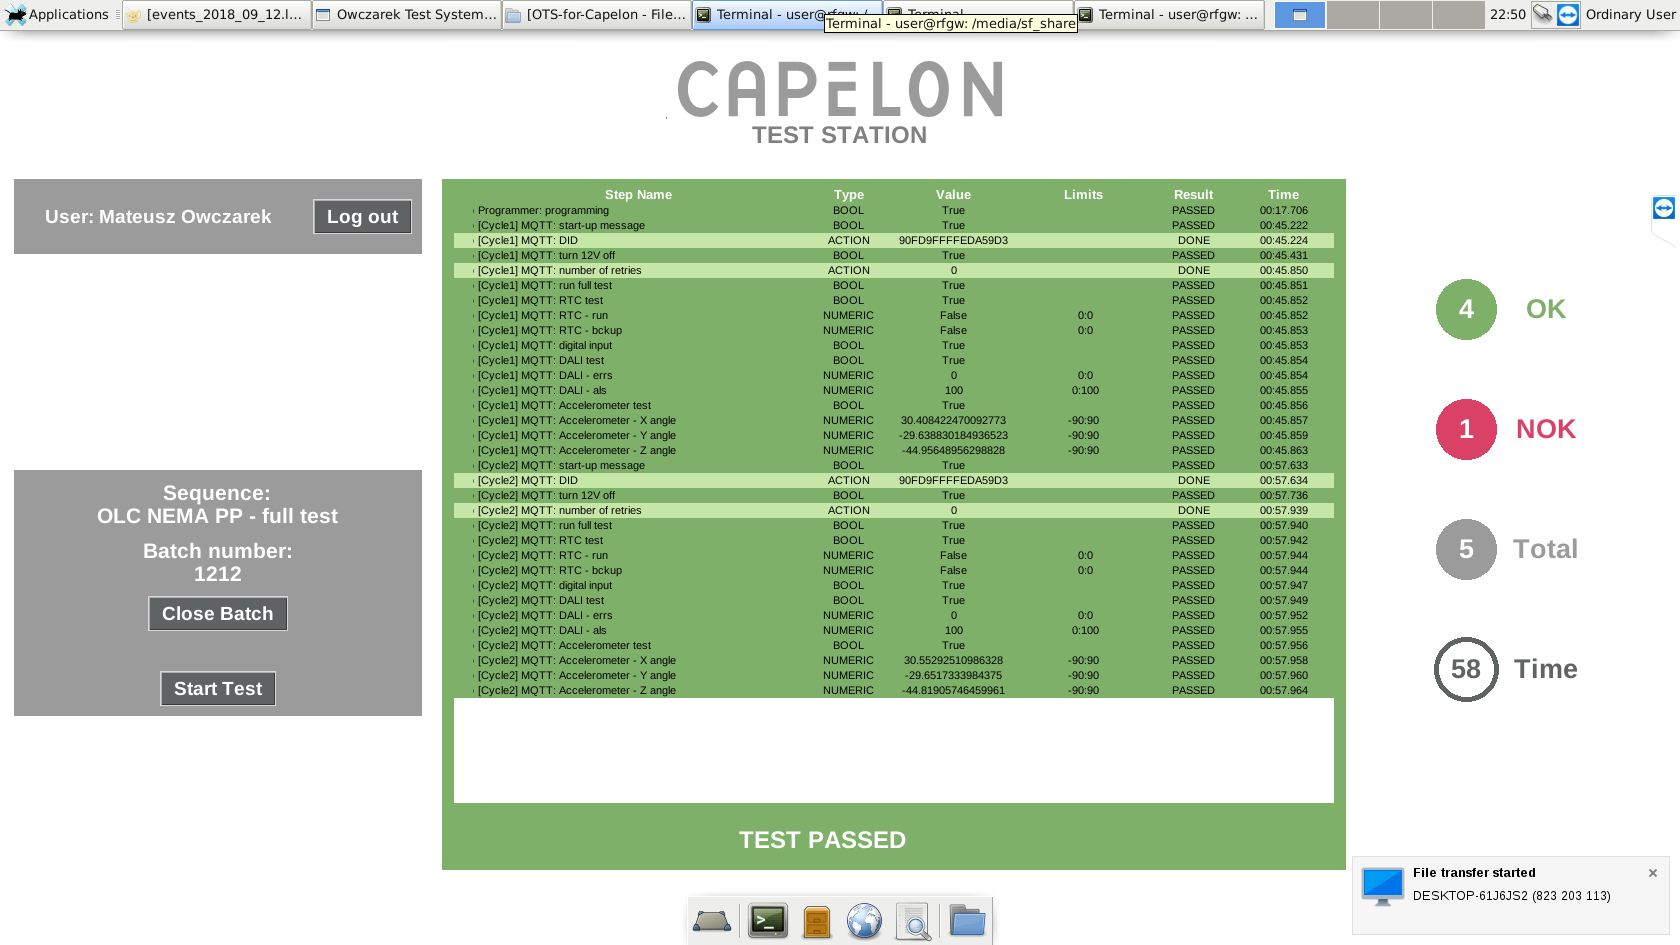 Applications
[events_2018_09_12.l...
Owczarek Test System...
[OTS-for-Capelon - File...
Terminal - user@rfgw: /...
Terminal - user@rfgw: ...
22:50
Ordinary User
Terminal - user@rfgw: /media/sf_share
CAPELON
TEST STATION
User: Mateusz Owczarek
Log out
Step Name Type Value Limits Result Time
Programmer: programming BOOL True PASSED 00:17.706
[Cycle1] MQTT: start-up message BOOL True PASSED 00:45.222
[Cycle1] MQTT: DID ACTION 90FD9FFFFEDA59D3 DONE 00:45.224
[Cycle1] MQTT: turn 12V off BOOL True PASSED 00:45.431
[Cycle1] MQTT: number of retries ACTION 0 DONE 00:45.850
[Cycle1] MQTT: run full test BOOL True PASSED 00:45.851
[Cycle1] MQTT: RTC test BOOL True PASSED 00:45.852
[Cycle1] MQTT: RTC - run NUMERIC False 0:0 PASSED 00:45.852
[Cycle1] MQTT: RTC - bckup NUMERIC False 0:0 PASSED 00:45.853
[Cycle1] MQTT: digital input BOOL True PASSED 00:45.853
[Cycle1] MQTT: DALI test BOOL True PASSED 00:45.854
[Cycle1] MQTT: DALI - errs NUMERIC 0 0:0 PASSED 00:45.854
[Cycle1] MQTT: DALI - als NUMERIC 100 0:100 PASSED 00:45.855
[Cycle1] MQTT: Accelerometer test BOOL True PASSED 00:45.856
[Cycle1] MQTT: Accelerometer - X angle NUMERIC 30.408422470092773 -90:90 PASSED 00:45.857
[Cycle1] MQTT: Accelerometer - Y angle NUMERIC -29.638830184936523 -90:90 PASSED 00:45.859
[Cycle1] MQTT: Accelerometer - Z angle NUMERIC -44.95648956298828 -90:90 PASSED 00:45.863
[Cycle2] MQTT: start-up message BOOL True PASSED 00:57.633
[Cycle2] MQTT: DID ACTION 90FD9FFFFEDA59D3 DONE 00:57.634
[Cycle2] MQTT: turn 12V off BOOL True PASSED 00:57.736
[Cycle2] MQTT: number of retries ACTION 0 DONE 00:57.939
[Cycle2] MQTT: run full test BOOL True PASSED 00:57.940
[Cycle2] MQTT: RTC test BOOL True PASSED 00:57.942
[Cycle2] MQTT: RTC - run NUMERIC False 0:0 PASSED 00:57.944
[Cycle2] MQTT: RTC - bckup NUMERIC False 0:0 PASSED 00:57.944
[Cycle2] MQTT: digital input BOOL True PASSED 00:57.947
[Cycle2] MQTT: DALI test BOOL True PASSED 00:57.949
[Cycle2] MQTT: DALI - errs NUMERIC 0 0:0 PASSED 00:57.952
[Cycle2] MQTT: DALI - als NUMERIC 100 0:100 PASSED 00:57.955
[Cycle2] MQTT: Accelerometer test BOOL True PASSED 00:57.956
[Cycle2] MQTT: Accelerometer - X angle NUMERIC 30.55292510986328 -90:90 PASSED 00:57.958
[Cycle2] MQTT: Accelerometer - Y angle NUMERIC -29.6517333984375 -90:90 PASSED 00:57.960
[Cycle2] MQTT: Accelerometer - Z angle NUMERIC -44.81905746459961 -90:90 PASSED 00:57.964
TEST PASSED
Sequence:
OLC NEMA PP - full test
Batch number:
1212
Close Batch
Start Test
4 OK
1 NOK
5 Total
58 Time
File transfer started
DESKTOP-61J6JS2 (823 203 113)